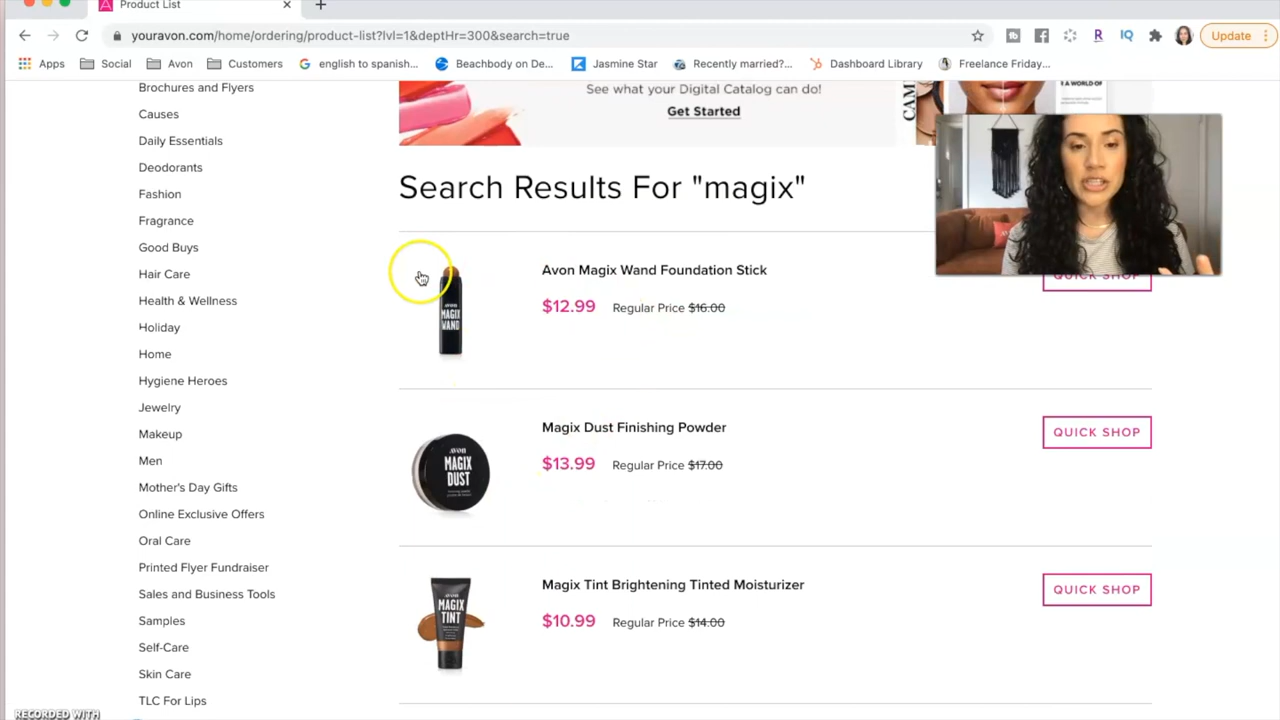 Product List
youravon.com/home/ordering/product-list?lvl=1&deptHr=300&search=true
Update
Apps
Social
Avon
Customers
english to spanish...
Beachbody on De...
Jasmine Star
Recently married?...
Dashboard Library
Freelance Friday...
Brochures and Flyers
Causes
Daily Essentials
Deodorants
Fashion
Fragrance
Good Buys
Hair Care
Health & Wellness
Holiday
Home
Hygiene Heroes
Jewelry
Makeup
Men
Mother's Day Gifts
Online Exclusive Offers
Oral Care
Printed Flyer Fundraiser
Sales and Business Tools
Samples
Self-Care
Skin Care
TLC For Lips
See what your Digital Catalog can do!
Get Started
Search Results For "magix"
AVON
MAGIX
WAND
Avon Magix Wand Foundation Stick
$12.99 Regular Price $16.00
QUICK SHOP
AVON
MAGIX
DUST
Magix Dust Finishing Powder
$13.99 Regular Price $17.00
QUICK SHOP
AVON
MAGIX
TINT
Magix Tint Brightening Tinted Moisturizer
$10.99 Regular Price $14.00
QUICK SHOP
RECORDED WITH